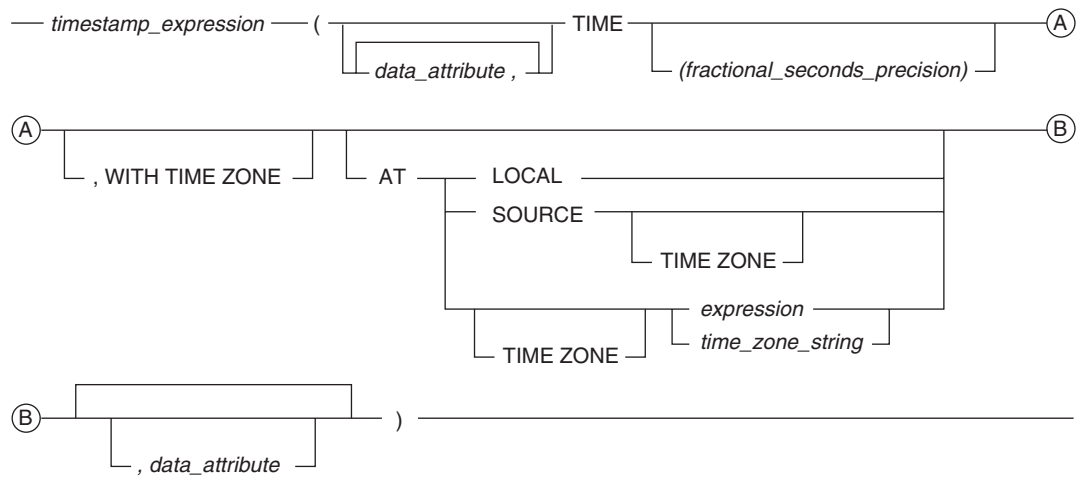 timestamp_expression ( TIME A
data_attribute , (fractional_seconds_precision)
A B
, WITH TIME ZONE AT LOCAL
SOURCE
TIME ZONE
expression
TIME ZONE time_zone_string
B )
, data_attribute